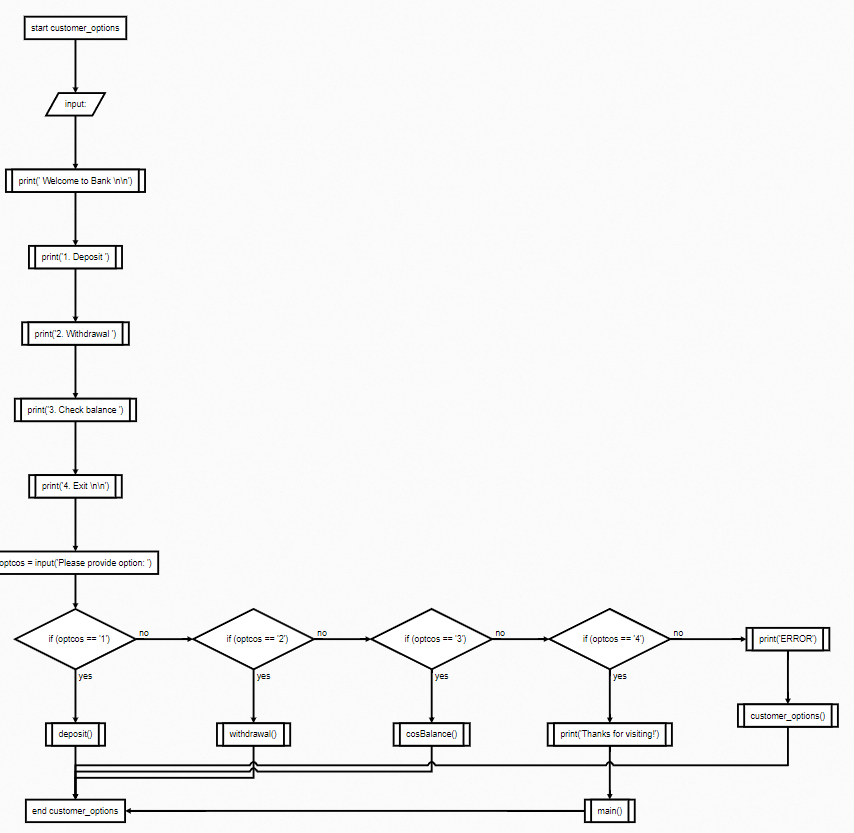 start customer_options
input:
print(' Welcome to Bank \n\n')
print('1. Deposit ')
print('2. Withdrawal ')
print('3. Check balance ')
print('4. Exit \n\n')
optcos = input('Please provide option: ')
if (optcos == '1')
no
if (optcos == '2')
no
if (optcos == '3')
no
if (optcos == '4')
no
print('ERROR')
yes
yes
yes
yes
deposit()
withdrawal()
cosBalance()
print('Thanks for visiting!')
customer_options()
end customer_options
main()